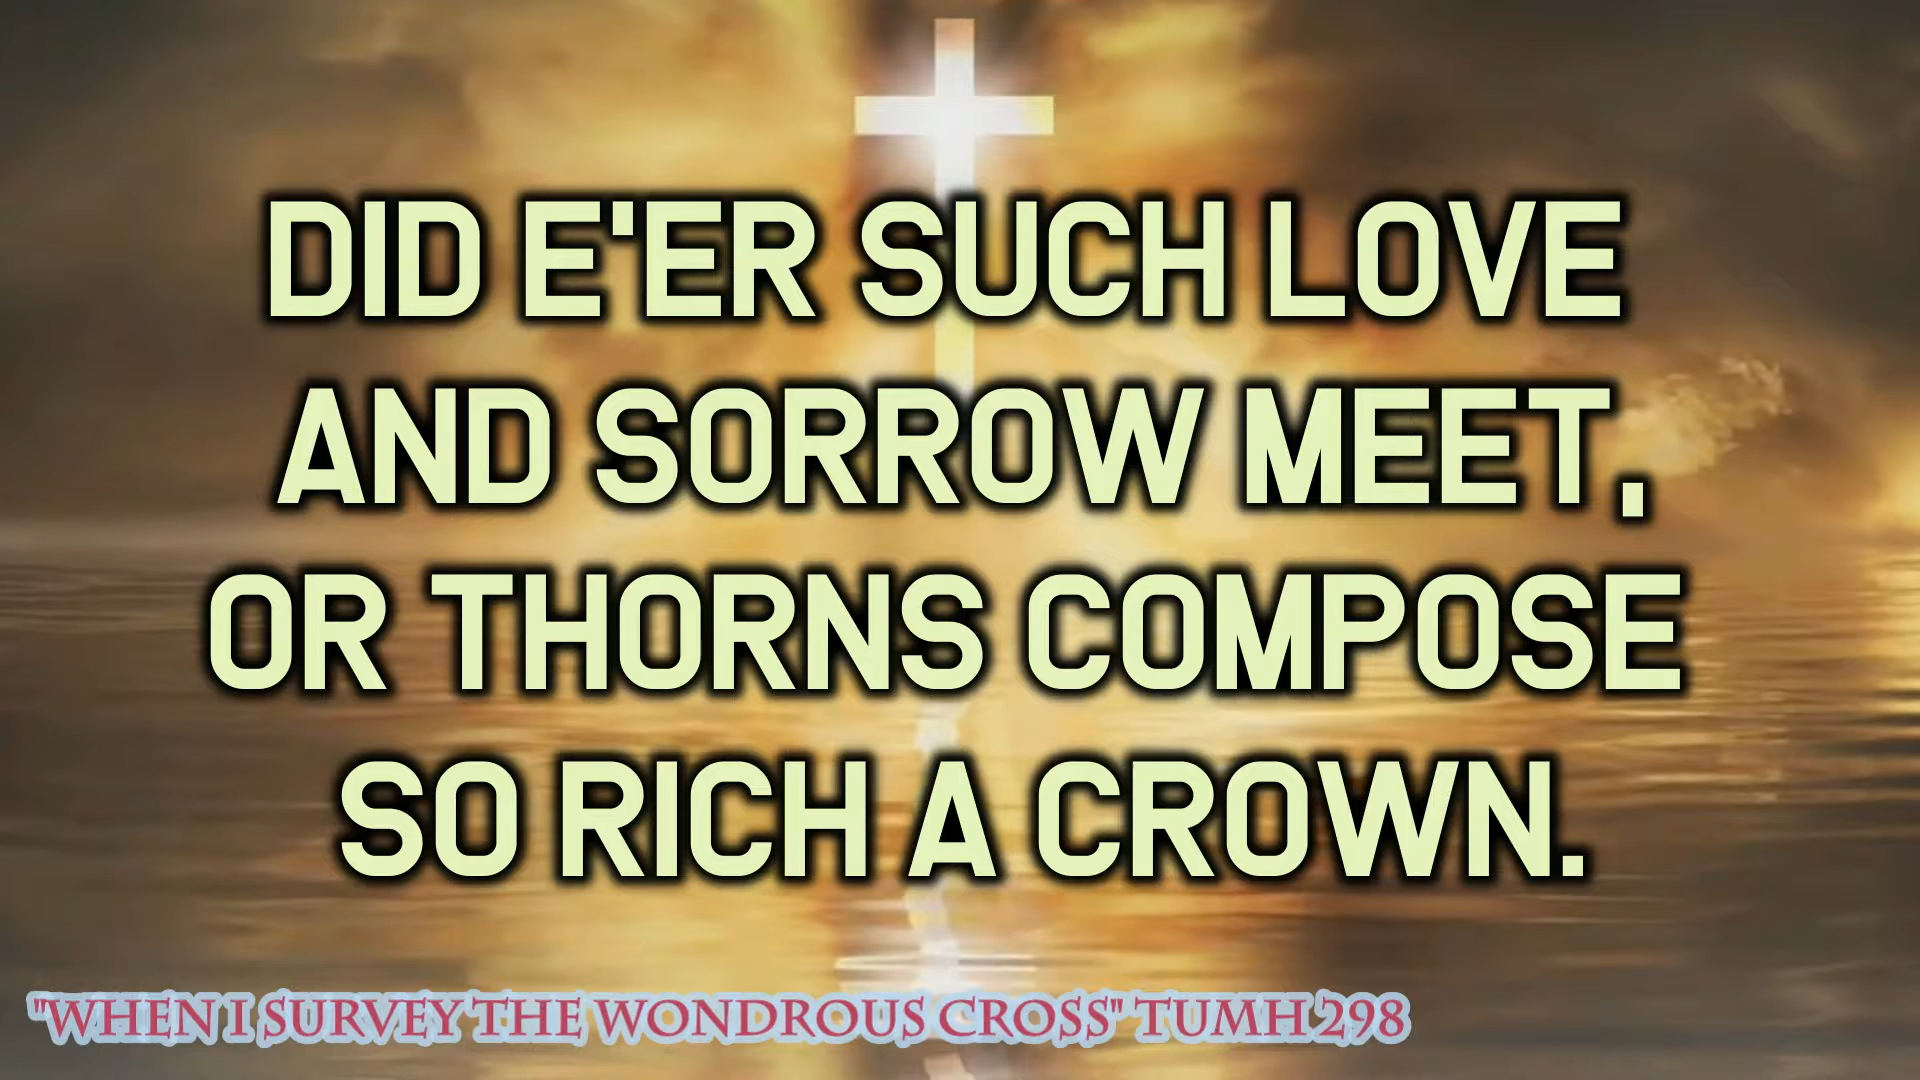 DID E'ER SUCH LOVE
AND SORROW MEET,
OR THORNS COMPOSE
SO RICH A CROWN.
"WHEN I SURVEY THE WONDROUS CROSS" TUMH 298